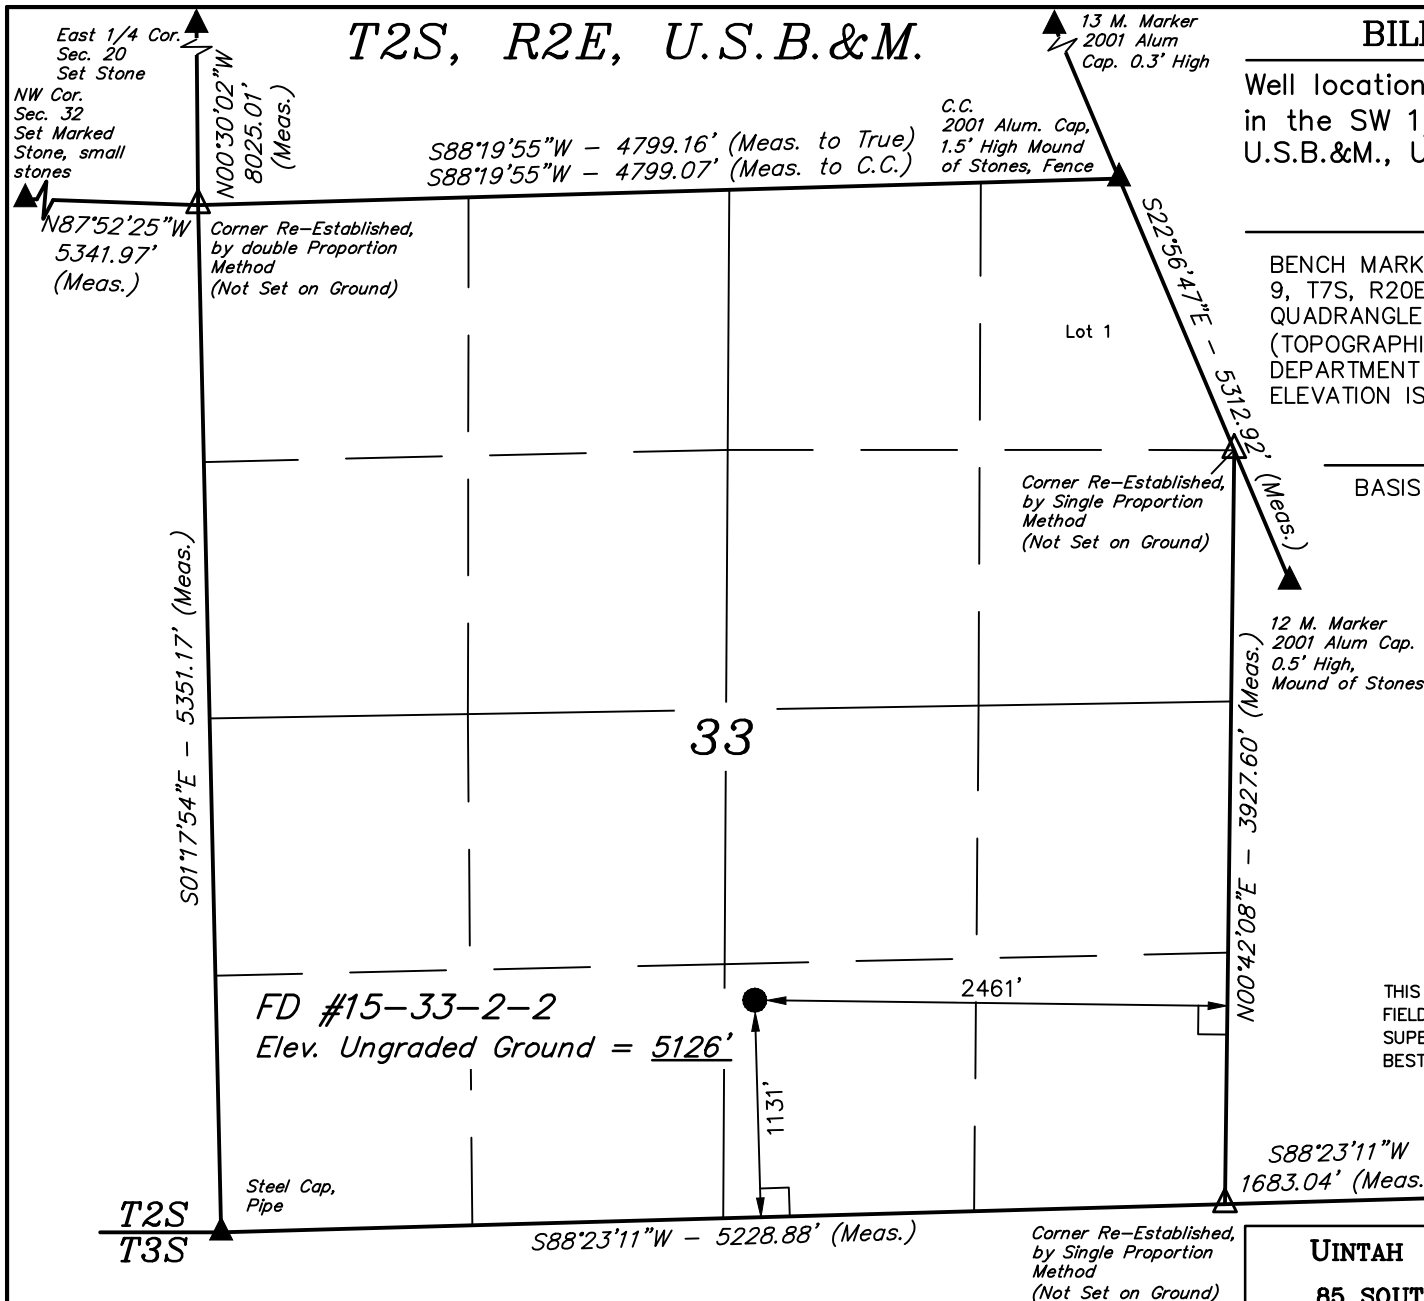 T2S, R2E, U.S.B.&M.
East 1/4 Cor.
Sec. 20
Set Stone
NW Cor.
Sec. 32
Set Marked
Stone, small
stones
N00°30'02"W
8025.01'
(Meas.)
13 M. Marker
2001 Alum
Cap. 0.3' High
C.C.
2001 Alum. Cap,
1.5' High Mound
of Stones, Fence
S88°19'55"W – 4799.16' (Meas. to True)
S88°19'55"W – 4799.07' (Meas. to C.C.)
N87°52'25"W
5341.97'
(Meas.)
Corner Re–Established,
by double Proportion
Method
(Not Set on Ground)
S22°56'47"E – 5312.92' (Meas.)
Lot 1
Corner Re–Established,
by Single Proportion
Method
(Not Set on Ground)
12 M. Marker
2001 Alum Cap.
0.5' High,
Mound of Stones
S01°17'54"E – 5351.17' (Meas.)
33
N00°42'08"E – 3927.60' (Meas.)
FD #15–33–2–2
Elev. Ungraded Ground = 5126'
2461'
1131'
Steel Cap,
Pipe
T2S
T3S
S88°23'11"W – 5228.88' (Meas.)
S88°23'11"W
1683.04' (Meas.
Corner Re–Established,
by Single Proportion
Method
(Not Set on Ground)
Well location
in the SW 1
U.S.B.&M., U
BENCH MARK
9, T7S, R20E
QUADRANGLE
(TOPOGRAPHI
DEPARTMENT
ELEVATION IS
BASIS
THIS
FIELD
SUPE
BEST
UINTAH
85 SOUT